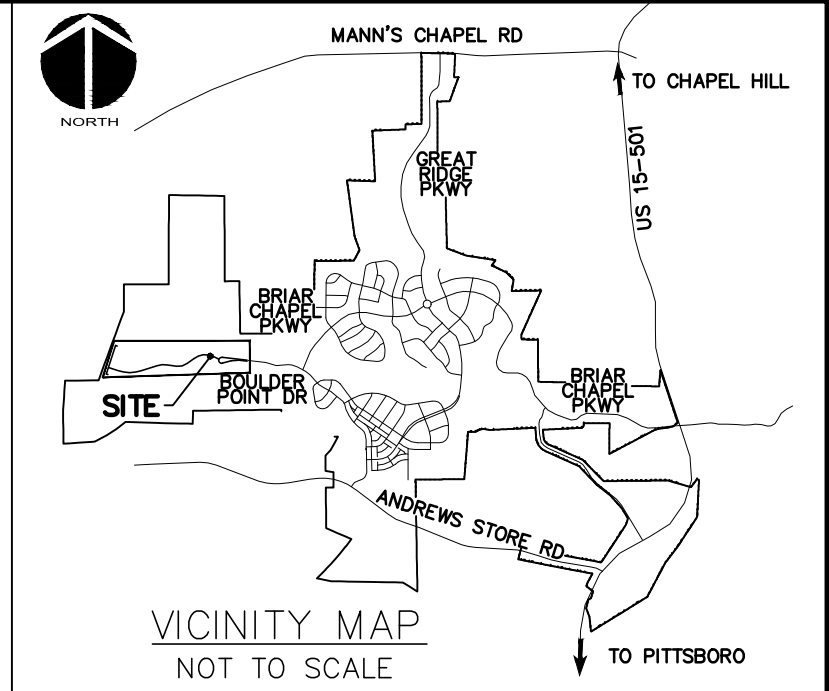 MANN'S CHAPEL RD
NORTH
TO CHAPEL HILL
GREAT
RIDGE
PKWY
US 15-501
BRIAR
CHAPEL
PKWY
BOULDER
POINT DR
SITE
BRIAR
CHAPEL
PKWY
ANDREWS STORE RD
VICINITY MAP
NOT TO SCALE
TO PITTSBORO